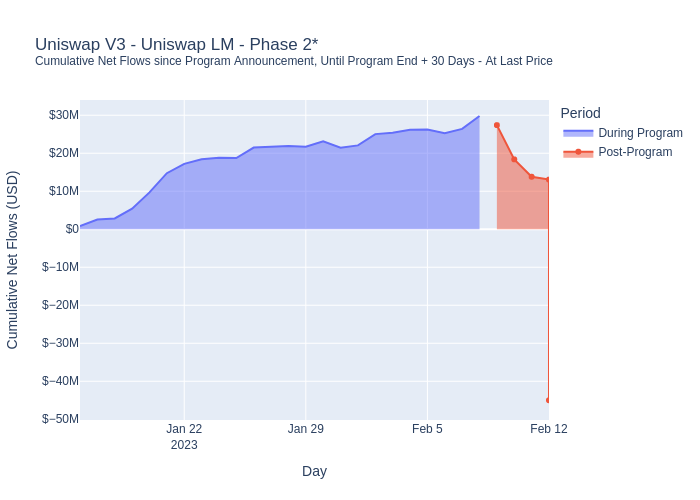 Uniswap V3 - Uniswap LM - Phase 2*
Cumulative Net Flows since Program Announcement, Until Program End + 30 Days - At Last Price
Period
During Program
Post-Program
Cumulative Net Flows (USD)
$30M
$20M
$10M
$0
$−10M
$−20M
$−30M
$−40M
$−50M
Jan 22
2023
Jan 29
Feb 5
Feb 12
Day